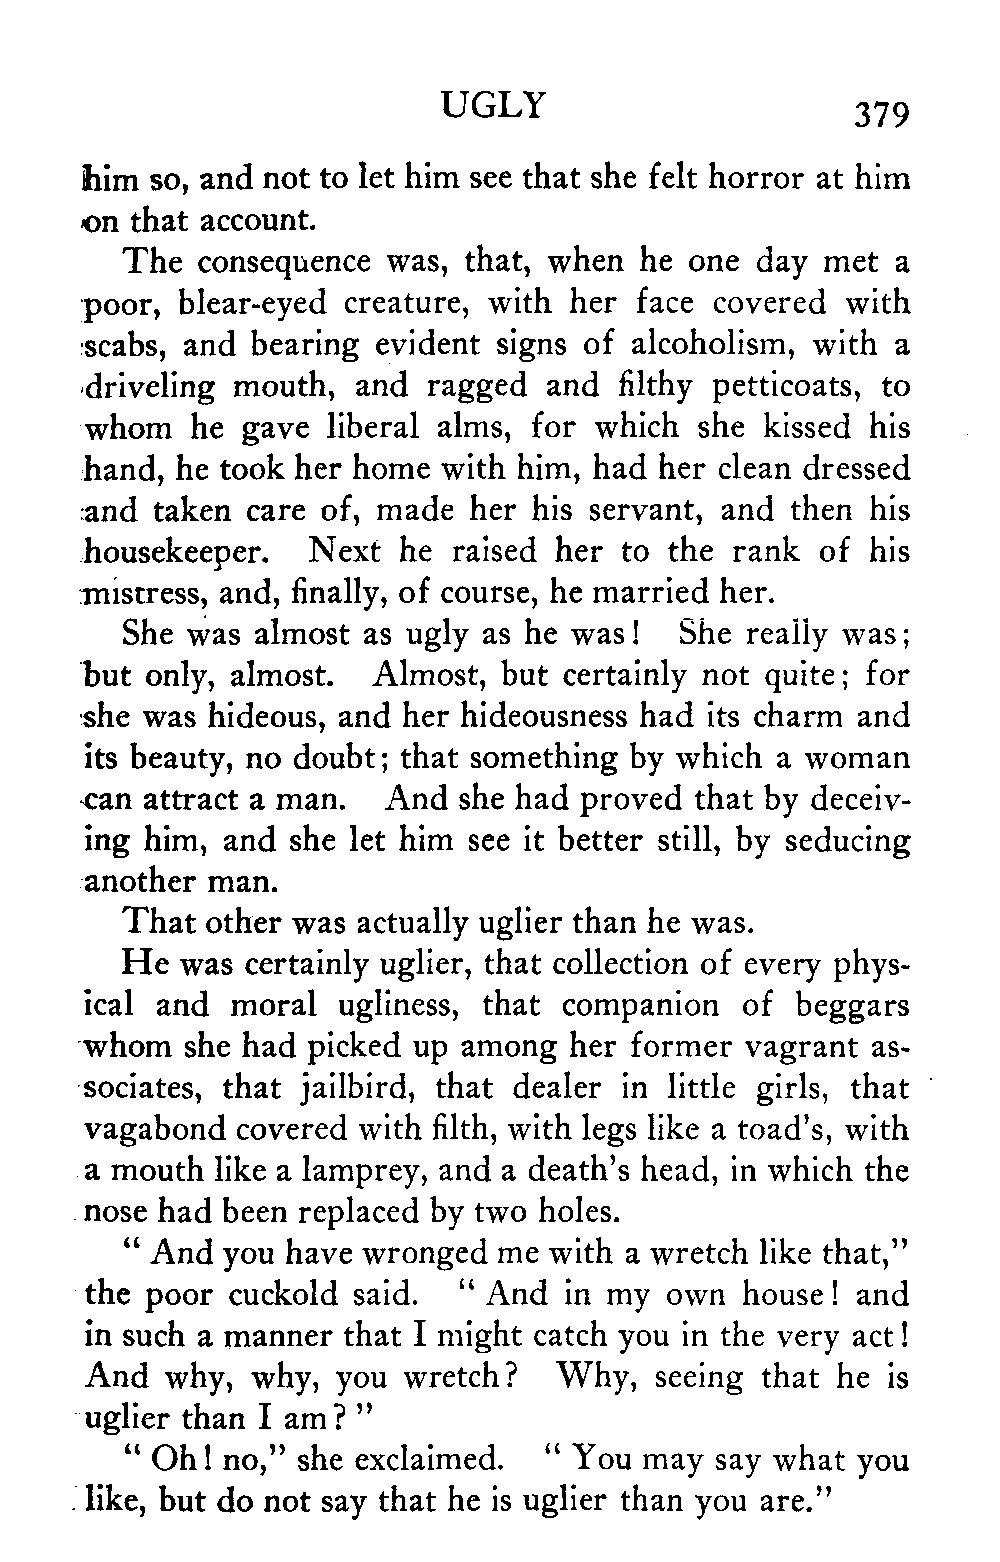 UGLY 379
him so, and not to let him see that she felt horror at him
on that account.
The consequence was, that, when he one day met a
poor, blear-eyed creature, with her face covered with
scabs, and bearing evident signs of alcoholism, with a
driveling mouth, and ragged and filthy petticoats, to
whom he gave liberal alms, for which she kissed his
hand, he took her home with him, had her clean dressed
and taken care of, made her his servant, and then his
housekeeper. Next he raised her to the rank of his
mistress, and, finally, of course, he married her.
She was almost as ugly as he was! She really was;
but only, almost. Almost, but certainly not quite; for
she was hideous, and her hideousness had its charm and
its beauty, no doubt; that something by which a woman
can attract a man. And she had proved that by deceiv-
ing him, and she let him see it better still, by seducing
another man.
That other was actually uglier than he was.
He was certainly uglier, that collection of every phys-
ical and moral ugliness, that companion of beggars
whom she had picked up among her former vagrant as-
sociates, that jailbird, that dealer in little girls, that
vagabond covered with filth, with legs like a toad's, with
a mouth like a lamprey, and a death's head, in which the
nose had been replaced by two holes.
"And you have wronged me with a wretch like that,"
the poor cuckold said. "And in my own house! and
in such a manner that I might catch you in the very act!
And why, why, you wretch? Why, seeing that he is
uglier than I am?"
"Oh! no," she exclaimed. "You may say what you
like, but do not say that he is uglier than you are."